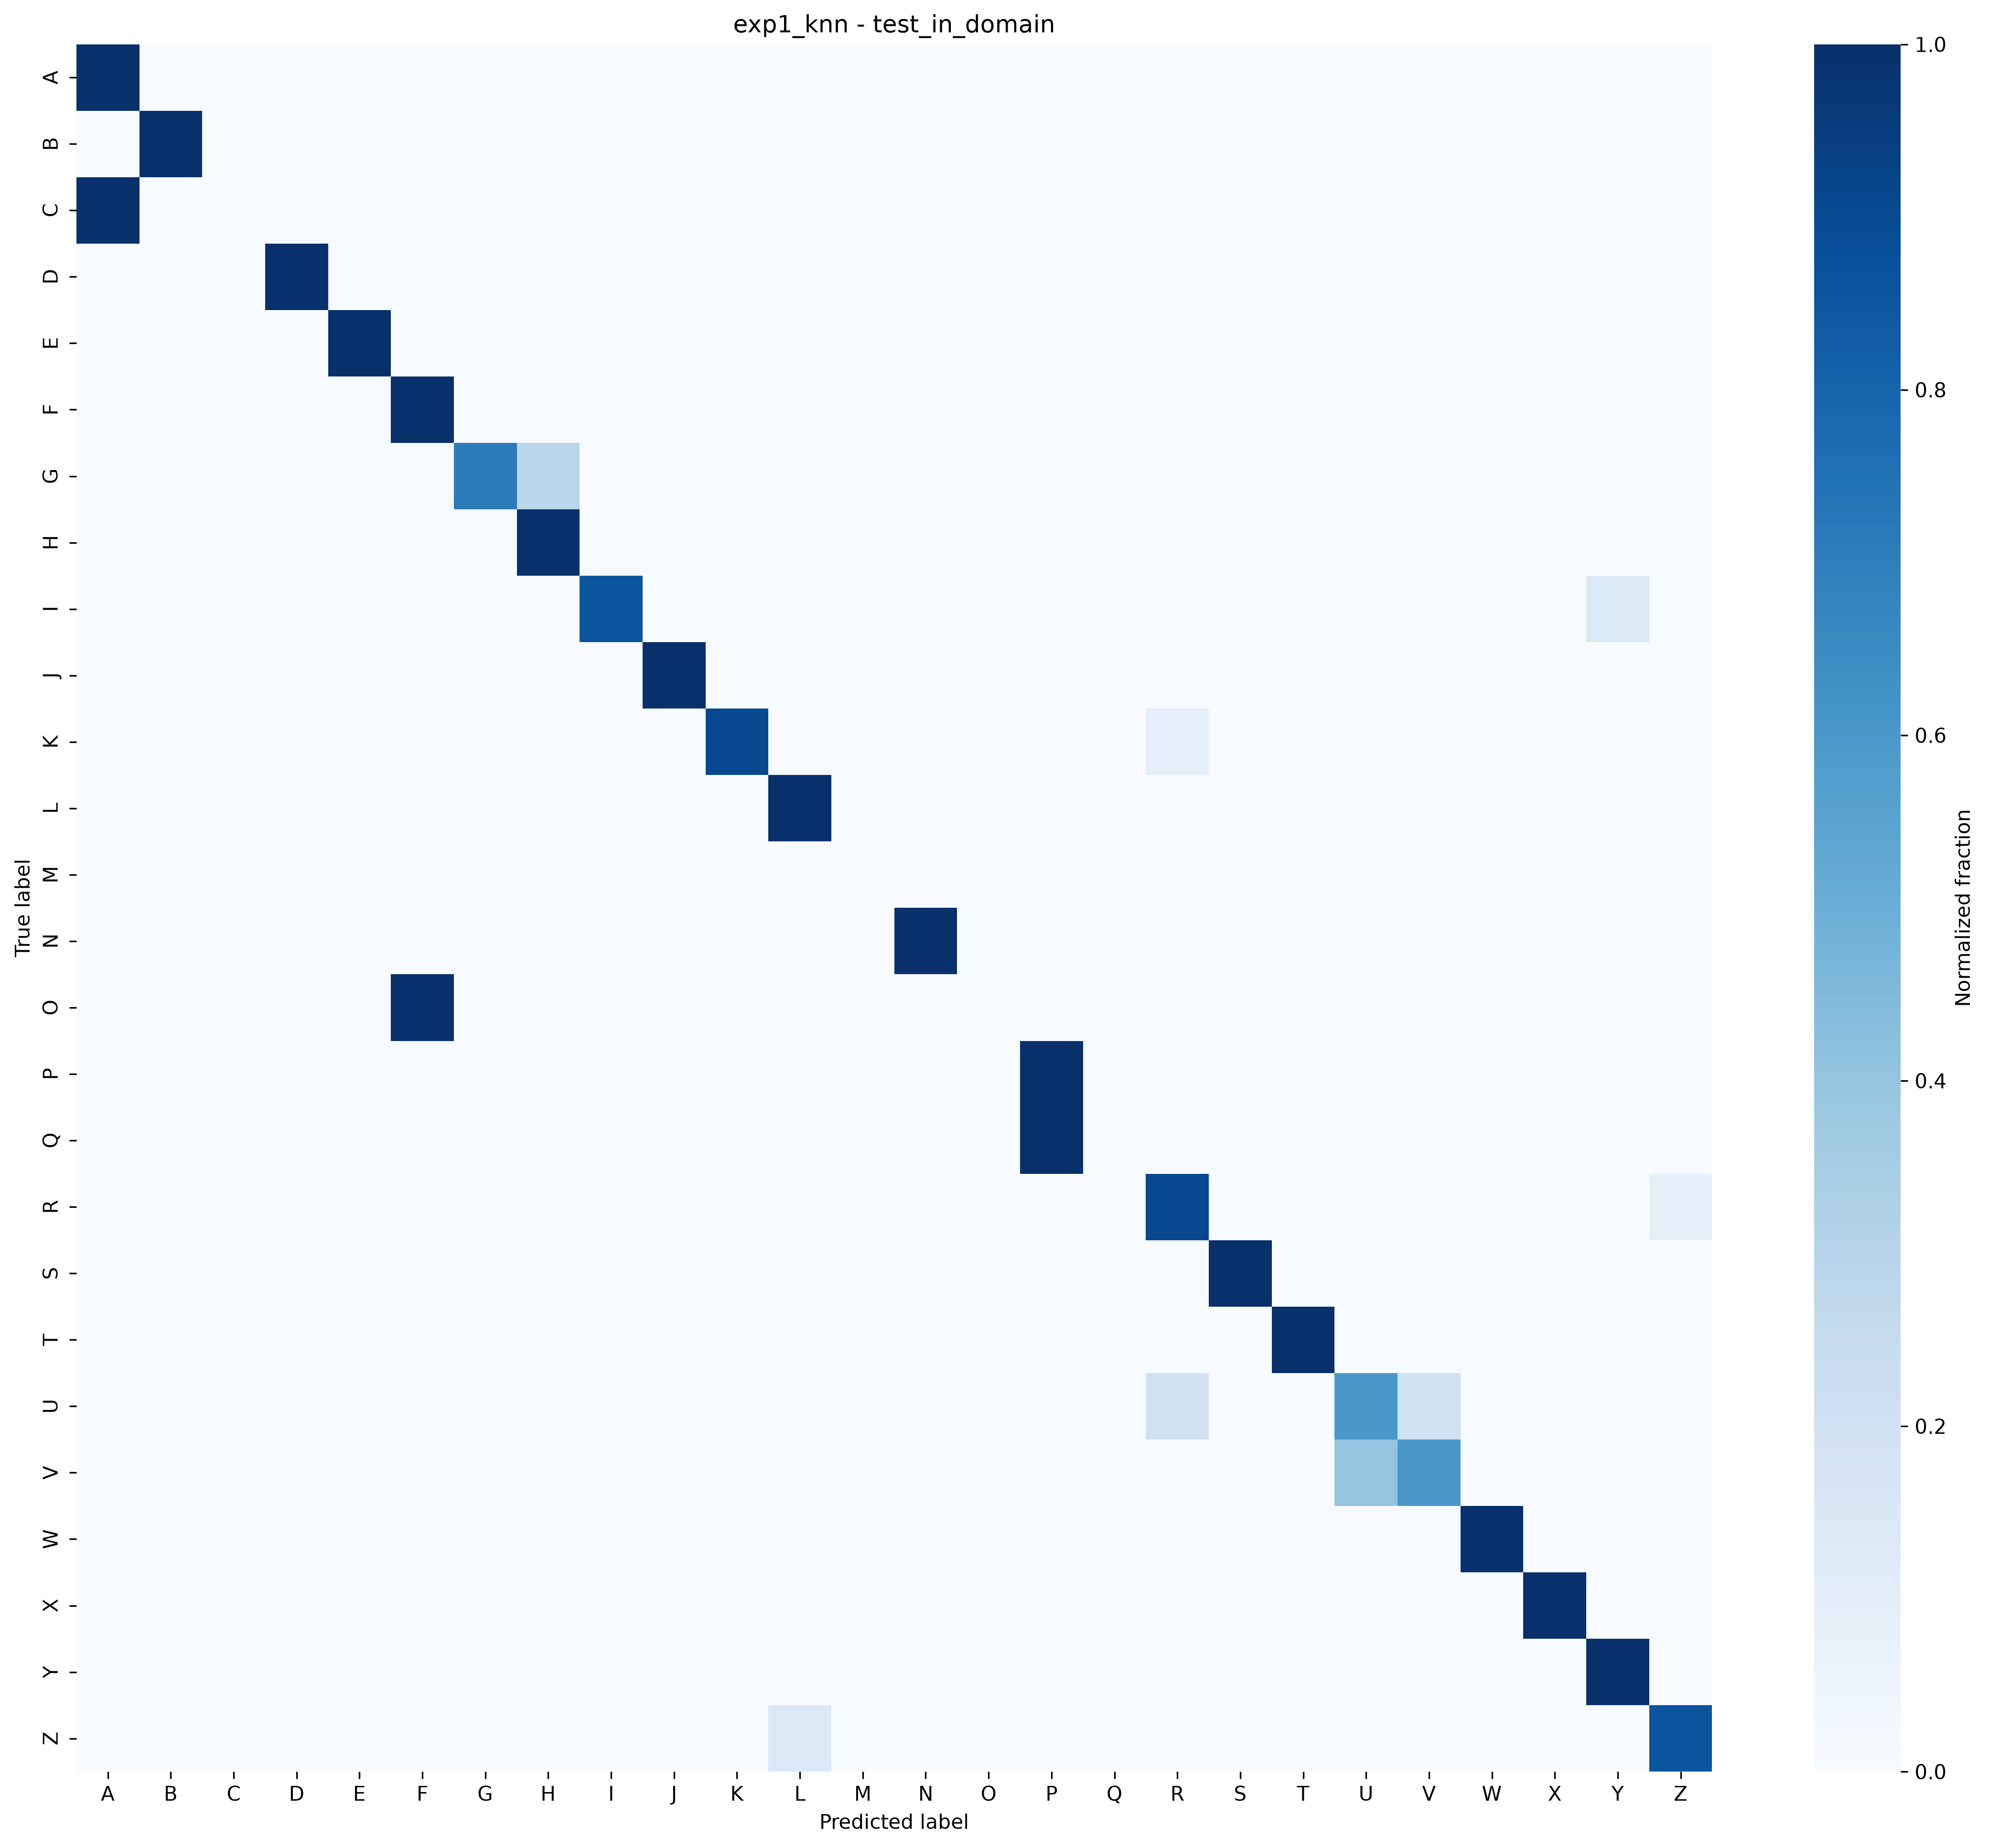 exp1_knn - test_in_domain
True label
A
B
C
D
E
F
G
H
I
J
K
L
M
N
O
P
Q
R
S
T
U
V
W
X
Y
Z
A B C D E F G H I J K L M N O P Q R S T U V W X Y Z
Predicted label
1.0
0.8
0.6
0.4
0.2
0.0
Normalized fraction